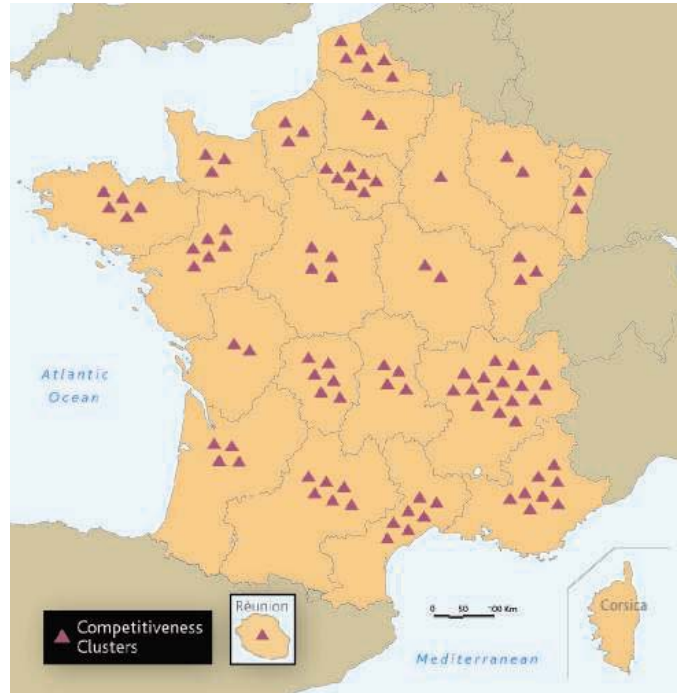 Atlantic
Ocean
Competitiveness
Clusters
Réunion
0 50 100 Km
Mediterranean
Corsica